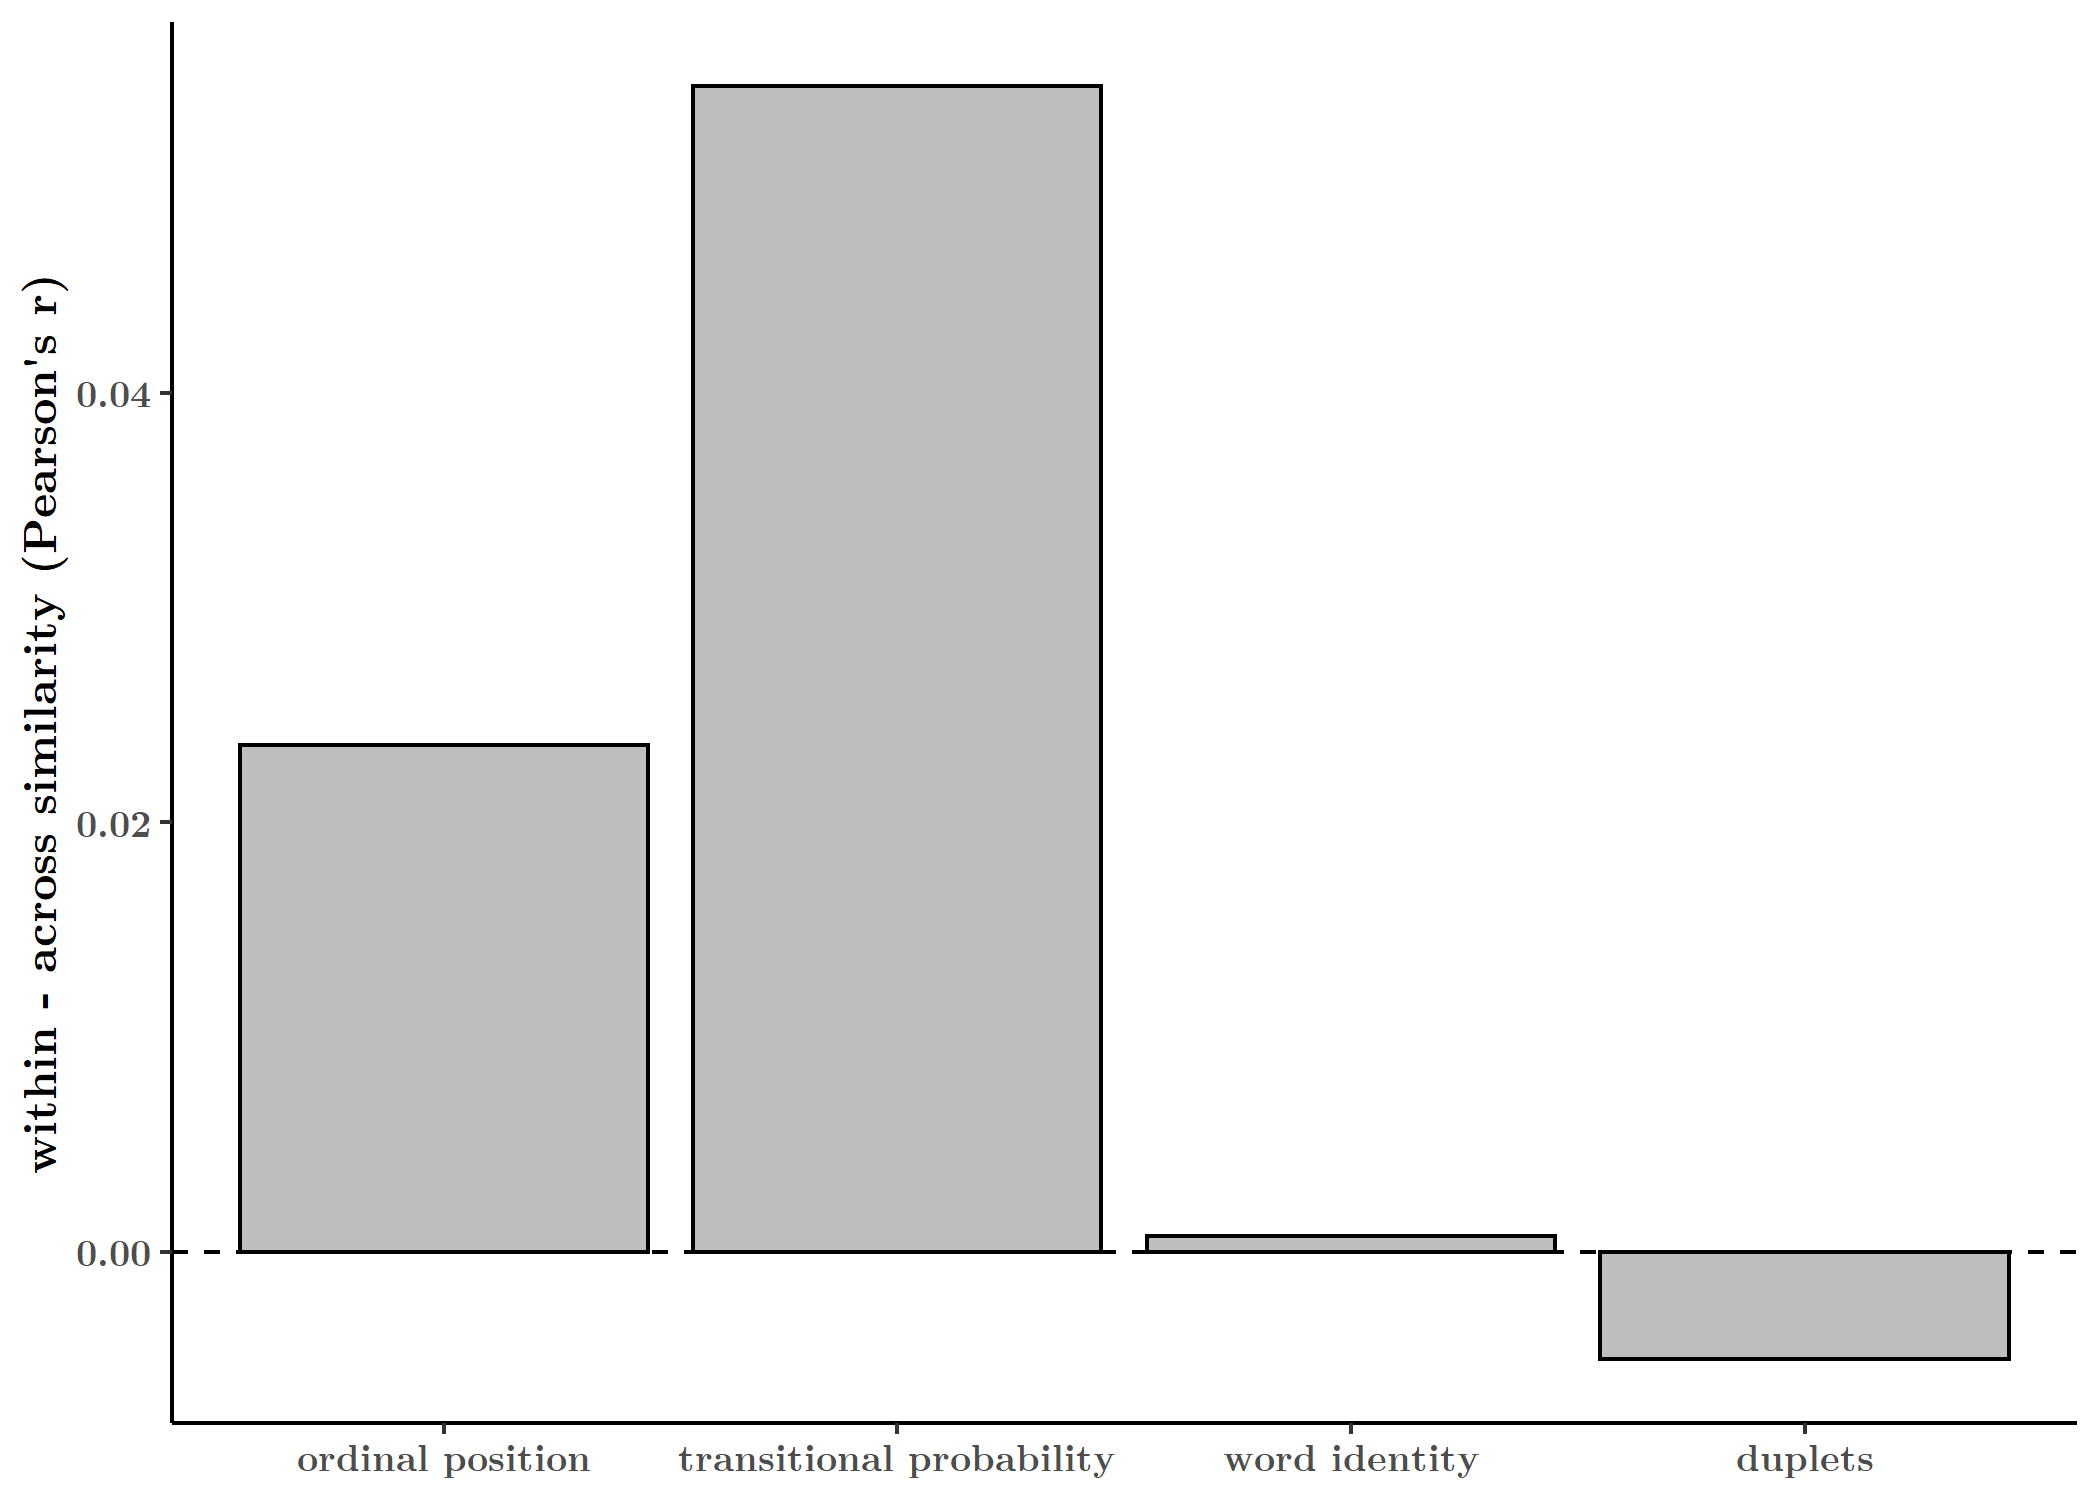 within - across similarity (Pearson's r)
0.04
0.02
0.00
ordinal position
transitional probability
word identity
duplets